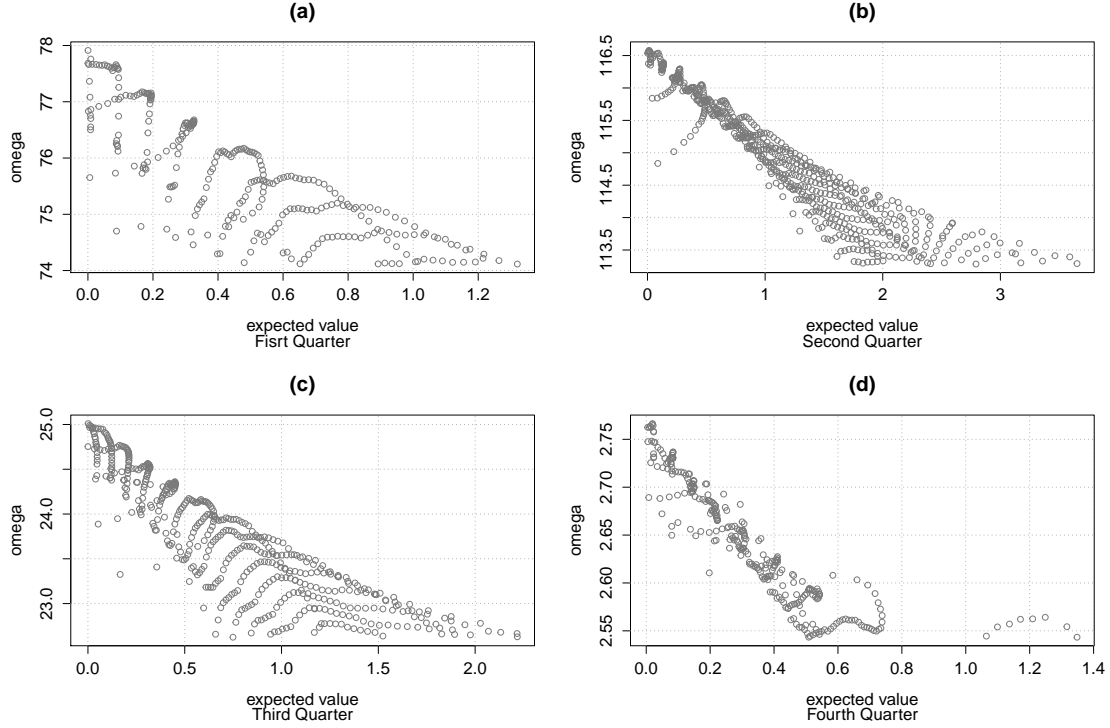 (a)
omega
78
77
76
75
74
0.0 0.2 0.4 0.6 0.8 1.0 1.2
expected value
Fisrt Quarter
(b)
omega
116.5
115.5
114.5
113.5
0 1 2 3
expected value
Second Quarter
(c)
omega
25.0
24.0
23.0
0.0 0.5 1.0 1.5 2.0
expected value
Third Quarter
(d)
omega
2.75
2.70
2.65
2.60
2.55
0.0 0.2 0.4 0.6 0.8 1.0 1.2 1.4
expected value
Fourth Quarter